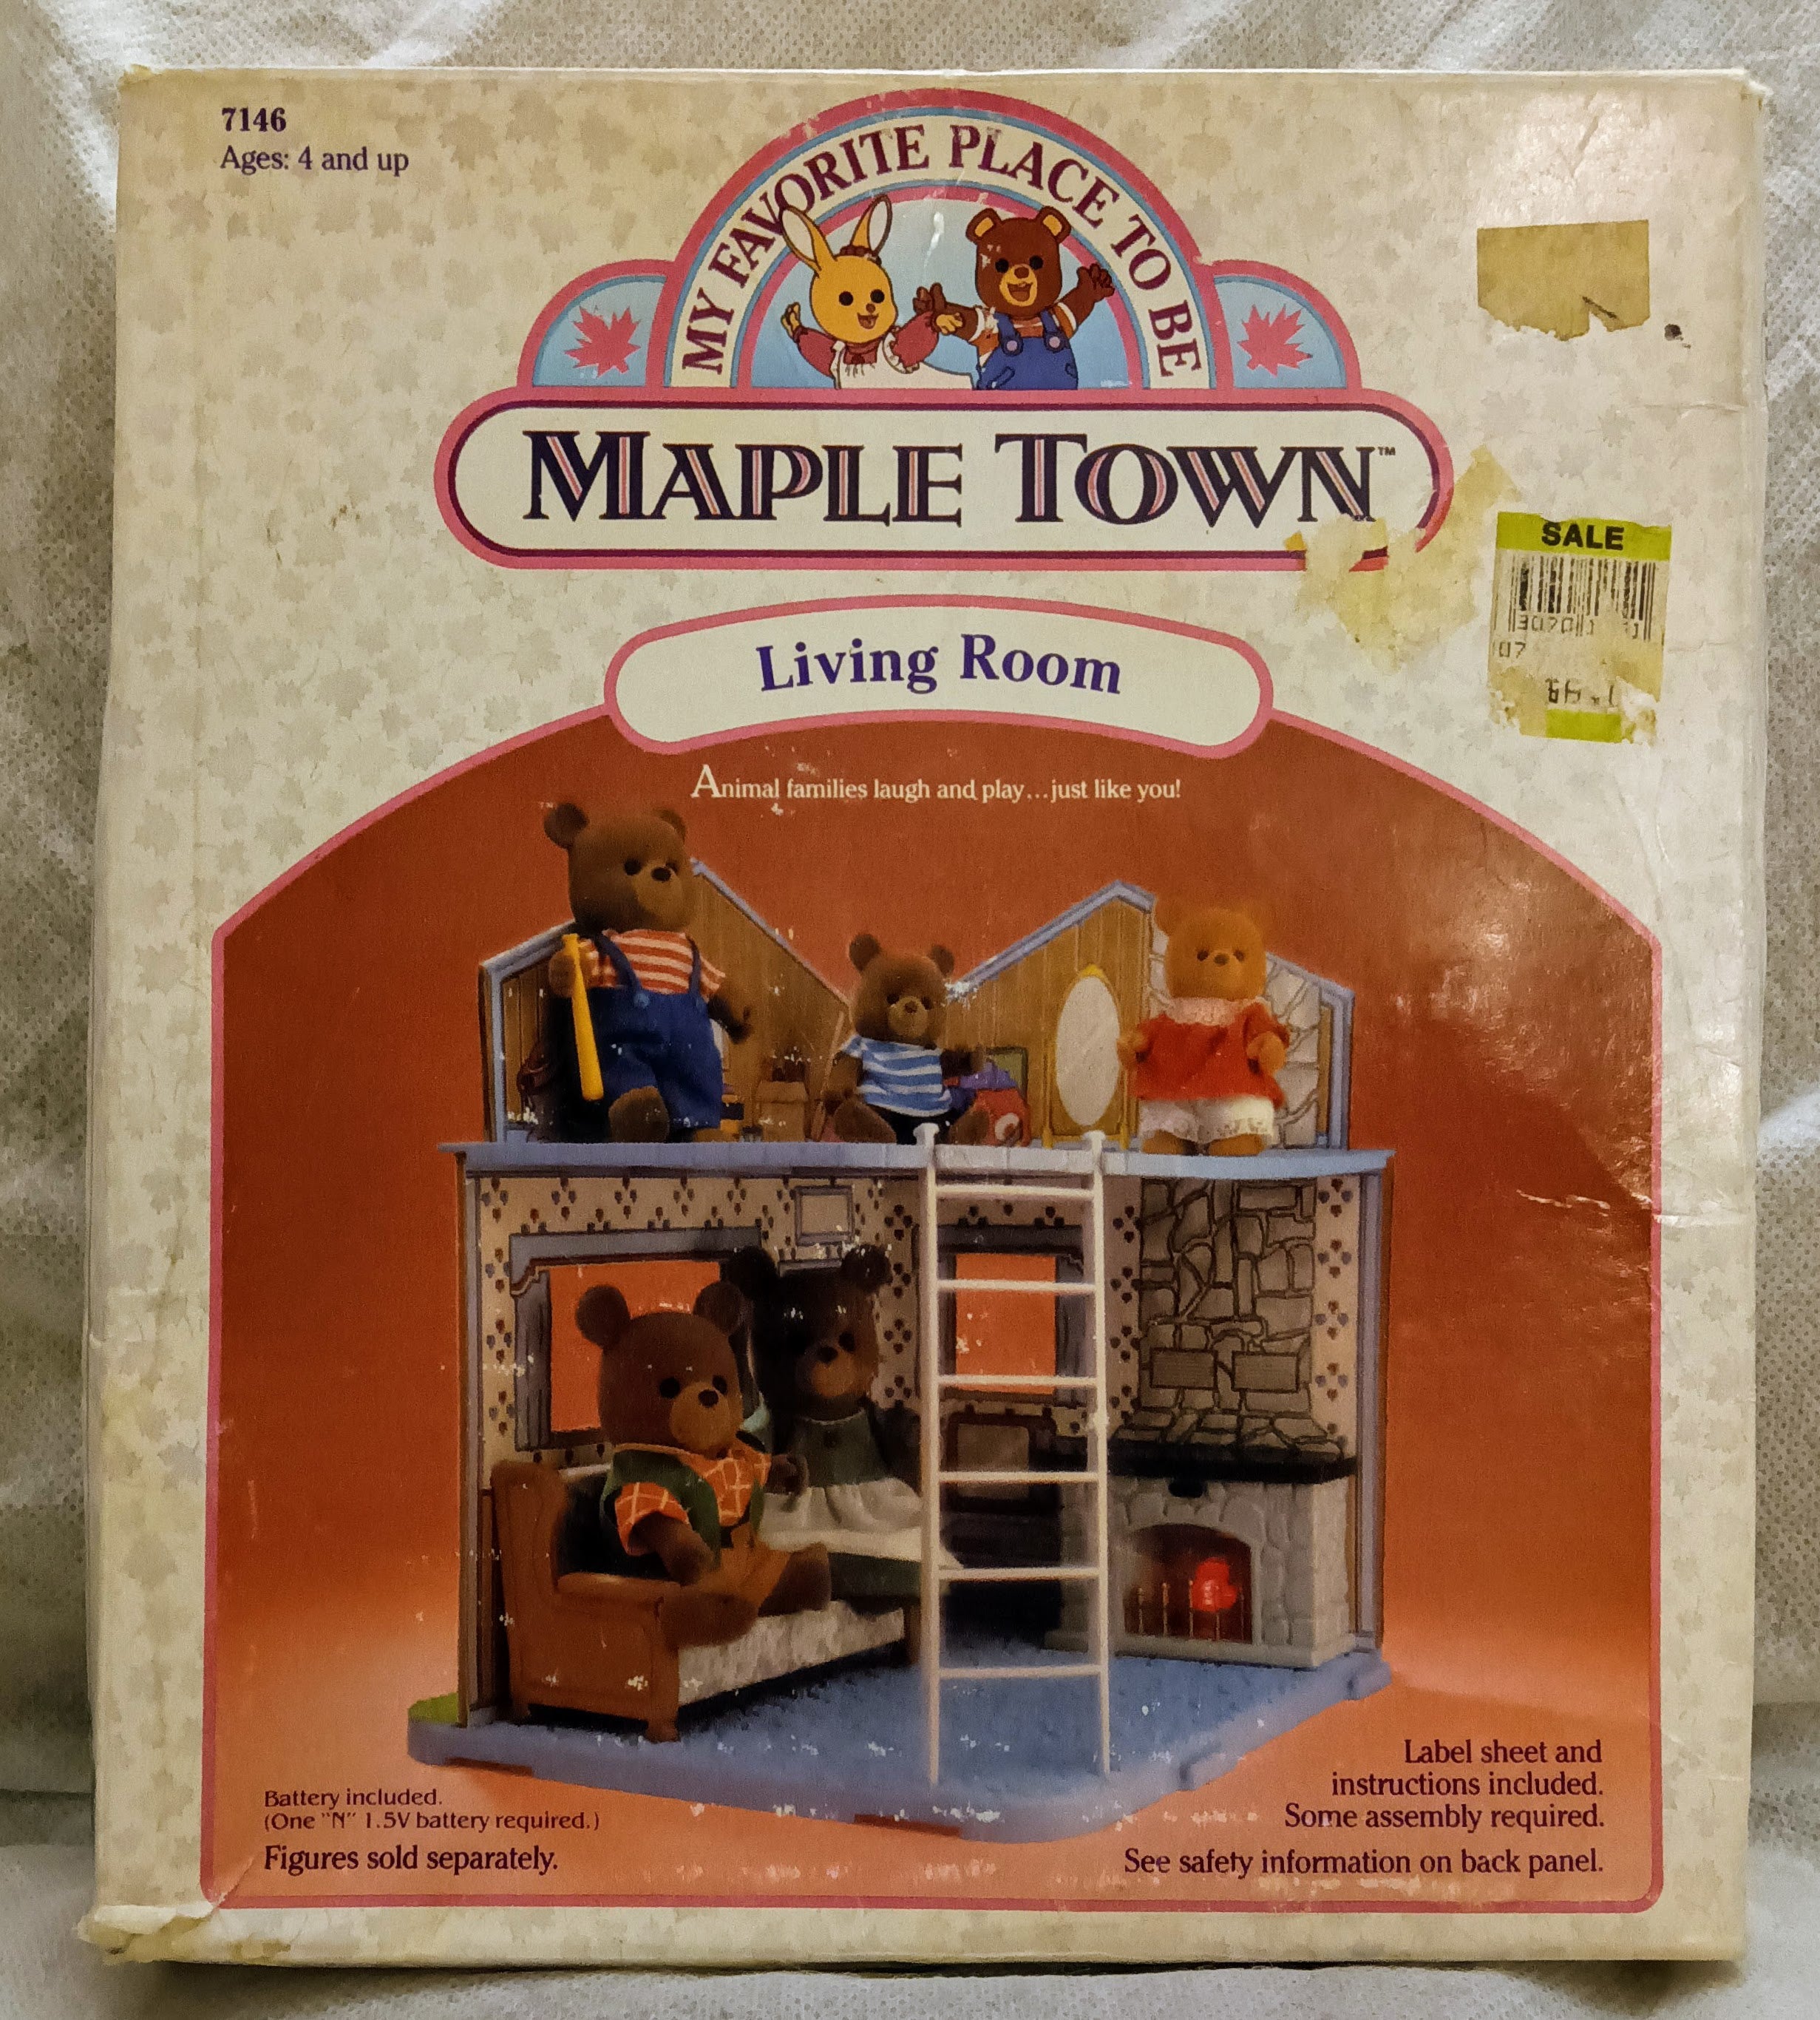 7146
Ages: 4 and up
MY FAVORITE PLACE TO BE
MAPLE TOWN™
SALE
Living Room
07
Animal families laugh and play...just like you!
Battery included.
(One "N" 1.5V battery required.)
Figures sold separately.
Label sheet and
instructions included.
Some assembly required.
See safety information on back panel.